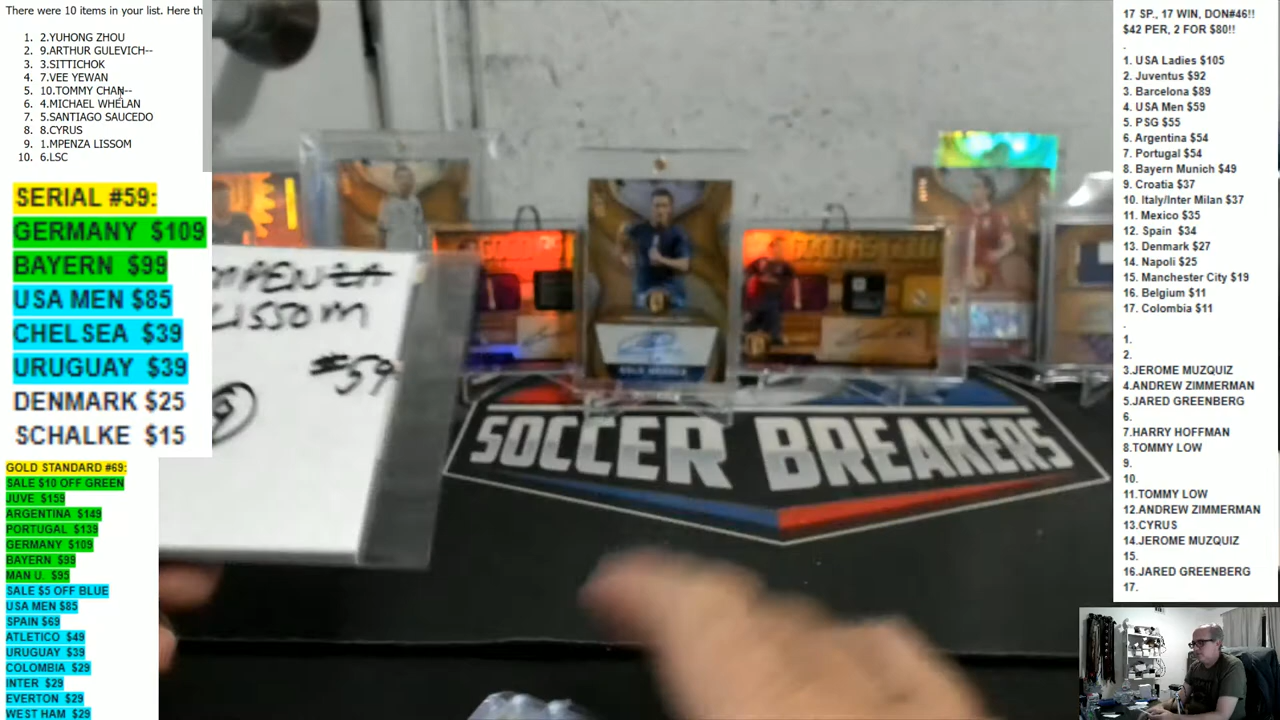 There were 10 items in your list. Here th
1. 2.YUHONG ZHOU
2. 9.ARTHUR GULEVICH--
3. 3.SITTICHOK
4. 7.VEE YEWAN
5. 10.TOMMY CHAN--
6. 4.MICHAEL WHELAN
7. 5.SANTIAGO SAUCEDO
8. 8.CYRUS
9. 1.MPENZA LISSOM
10. 6.LSC
SERIAL #59:
GERMANY $109
BAYERN $99
USA MEN $85
CHELSEA $39
URUGUAY $39
DENMARK $25
SCHALKE $15
GOLD STANDARD #69:
SALE $10 OFF GREEN
JUVE $159
ARGENTINA $149
PORTUGAL $139
GERMANY $109
BAYERN $99
MAN U. $95
SALE $5 OFF BLUE
USA MEN $85
SPAIN $69
ATLETICO $49
URUGUAY $39
COLOMBIA $29
INTER $29
EVERTON $29
WEST HAM $29
LISSOM
#59
SOCCER BREAKERS
17 SP., 17 WIN, DON#46!!
$42 PER, 2 FOR $80!!
.
1. USA Ladies $105
2. Juventus $92
3. Barcelona $89
4. USA Men $59
5. PSG $55
6. Argentina $54
7. Portugal $54
8. Bayern Munich $49
9. Croatia $37
10. Italy/Inter Milan $37
11. Mexico $35
12. Spain $34
13. Denmark $27
14. Napoli $25
15. Manchester City $19
16. Belgium $11
17. Colombia $11
.
1.
2.
3.JEROME MUZQUIZ
4.ANDREW ZIMMERMAN
5.JARED GREENBERG
6.
7.HARRY HOFFMAN
8.TOMMY LOW
9.
10.
11.TOMMY LOW
12.ANDREW ZIMMERMAN
13.CYRUS
14.JEROME MUZQUIZ
15.
16.JARED GREENBERG
17.